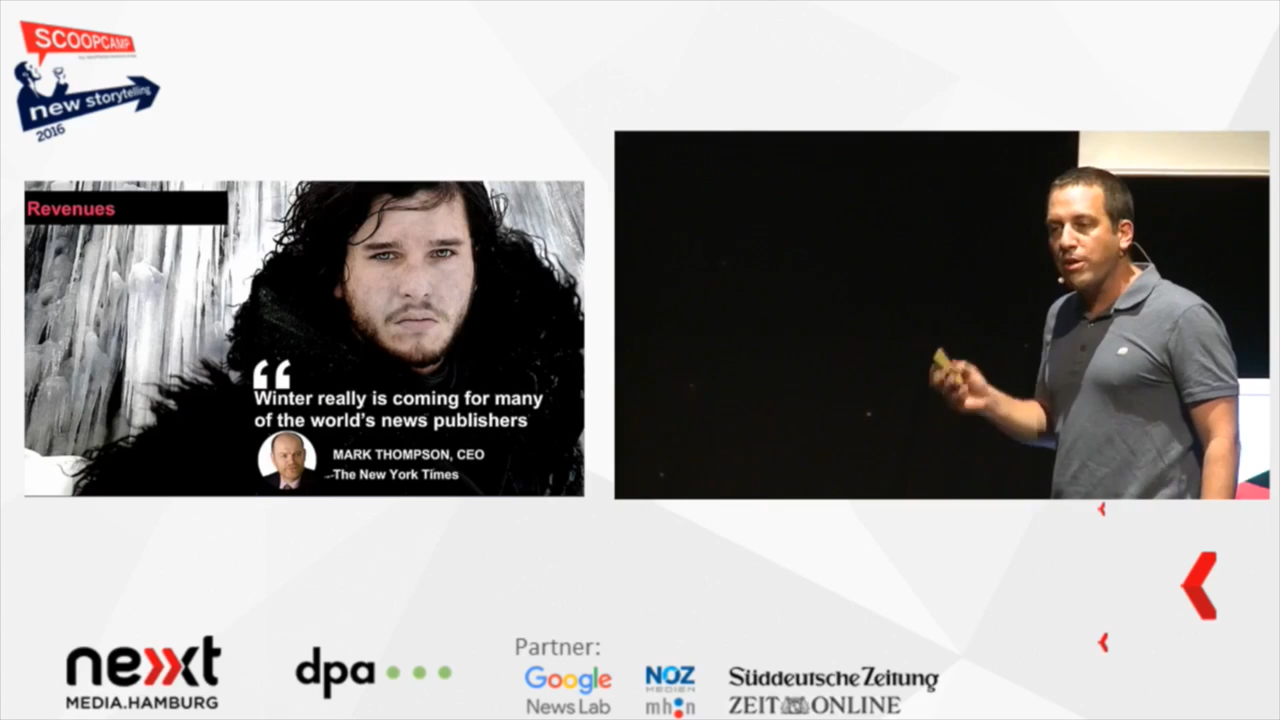 SCOOPCAMP
new storytelling
2016
Revenues
“
Winter really is coming for many
of the world’s news publishers
MARK THOMPSON, CEO
The New York Times
nexxt
MEDIA.HAMBURG
dpa
Partner:
Google
News Lab
NOZ
MEDIEN
mh:n
Süddeutsche Zeitung
ZEIT ONLINE